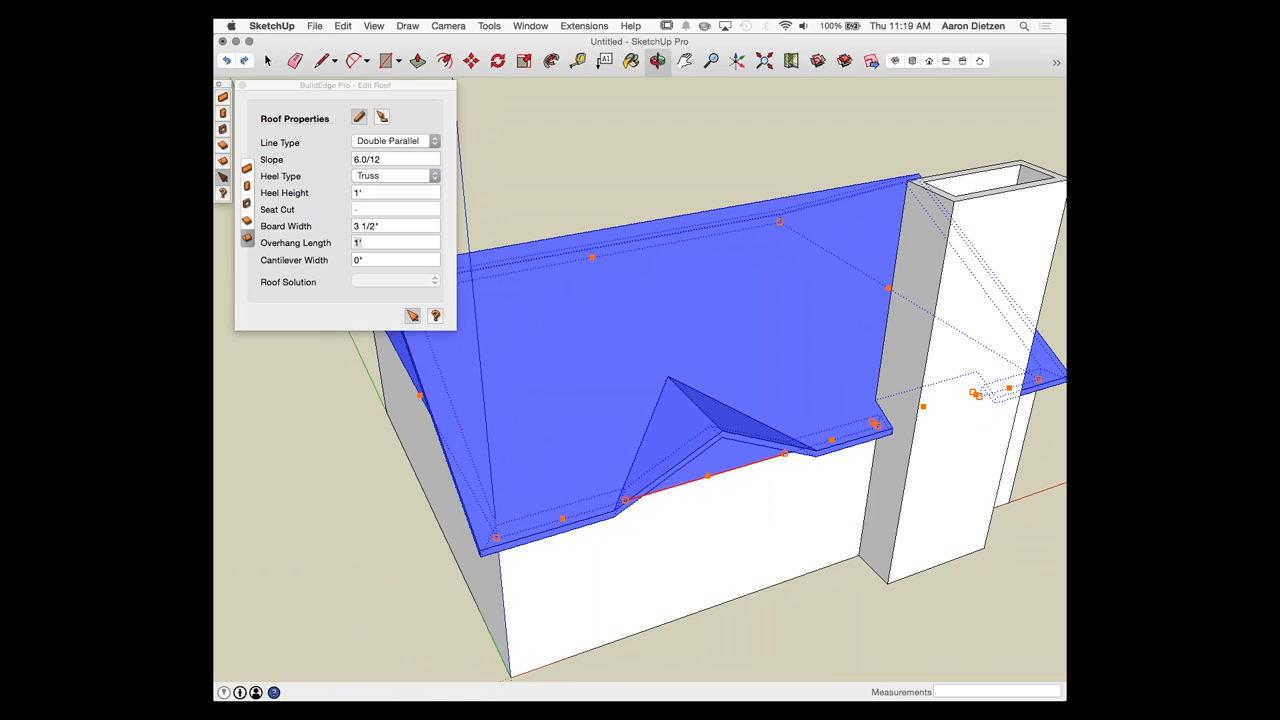 SketchUp File Edit View Draw Camera Tools Window Extensions Help 100% Thu 11:19 AM Aaron Dietzen
Untitled - SketchUp Pro
A1
BuildEdge Pro - Edit Roof
Roof Properties
Line Type Double Parallel
Slope 6.0/12
Heel Type Truss
Heel Height 1'
Seat Cut -
Board Width 3 1/2"
Overhang Length 1'
Cantilever Width 0"
Roof Solution
Measurements